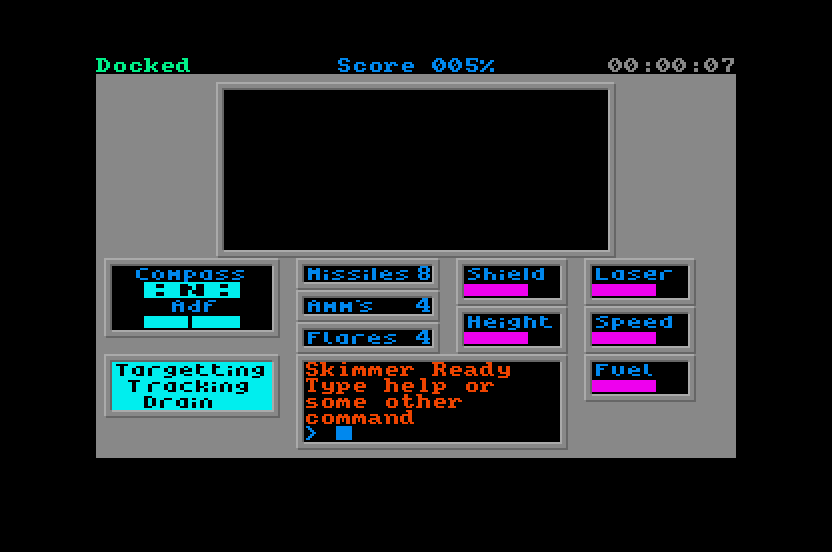 Docked Score 005% 00:00:07
Compass
: N :
Adf
Missiles 8
AMM's 4
Flares 4
Shield
Height
Laser
Speed
Fuel
Targetting
Tracking
Drain
Skimmer Ready
Type help or
some other
command
>